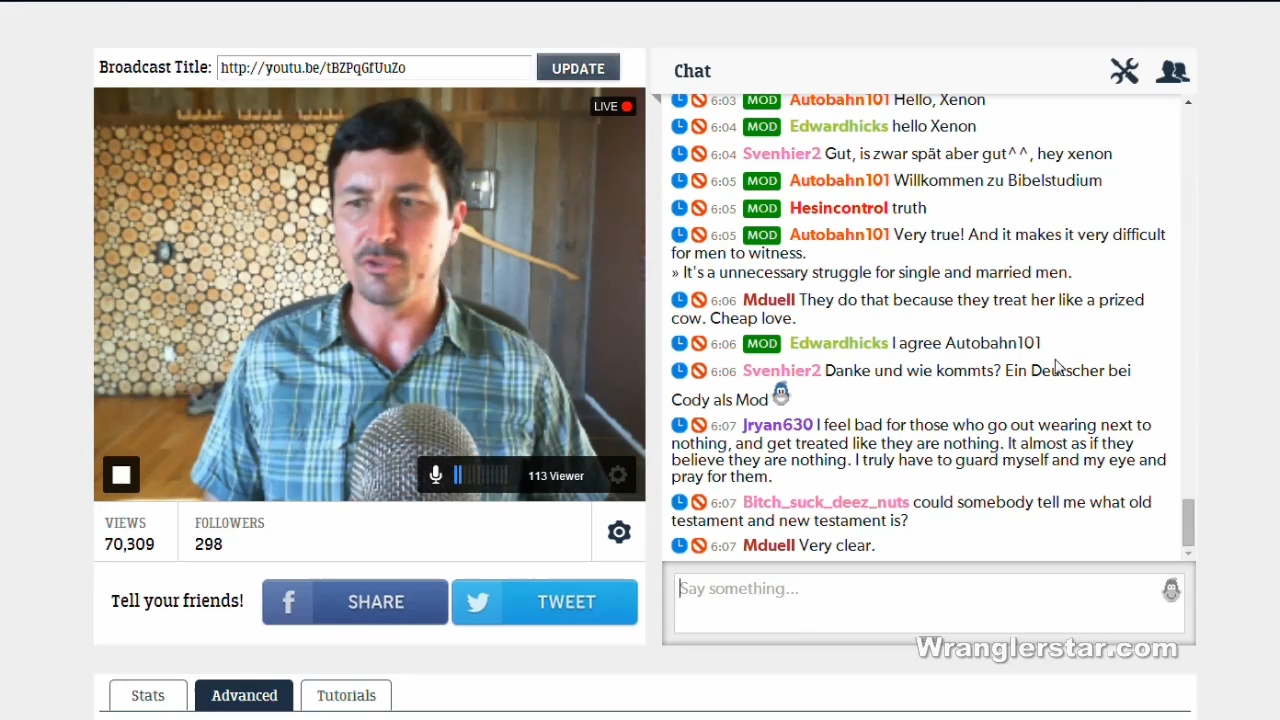 Broadcast Title: http://youtu.be/tBZPqGfUuZo UPDATE
LIVE
113 Viewer
VIEWS
70,309
FOLLOWERS
298
Tell your friends! f SHARE TWEET
Stats Advanced Tutorials
Chat
6:03 MOD Autobahn101 Hello, Xenon
6:04 MOD Edwardhicks hello Xenon
6:04 Svenhier2 Gut, is zwar spät aber gut^^, hey xenon
6:05 MOD Autobahn101 Willkommen zu Bibelstudium
6:05 MOD Hesincontrol truth
6:05 MOD Autobahn101 Very true! And it makes it very difficult
for men to witness.
» It's a unnecessary struggle for single and married men.
6:06 Mduell They do that because they treat her like a prized
cow. Cheap love.
6:06 MOD Edwardhicks I agree Autobahn101
6:06 Svenhier2 Danke und wie kommts? Ein Deutscher bei
Cody als Mod
6:07 Jryan630 I feel bad for those who go out wearing next to
nothing, and get treated like they are nothing. It almost as if they
believe they are nothing. I truly have to guard myself and my eye and
pray for them.
6:07 Bitch_suck_deez_nuts could somebody tell me what old
testament and new testament is?
6:07 Mduell Very clear.
Say something...
Wranglerstar.com